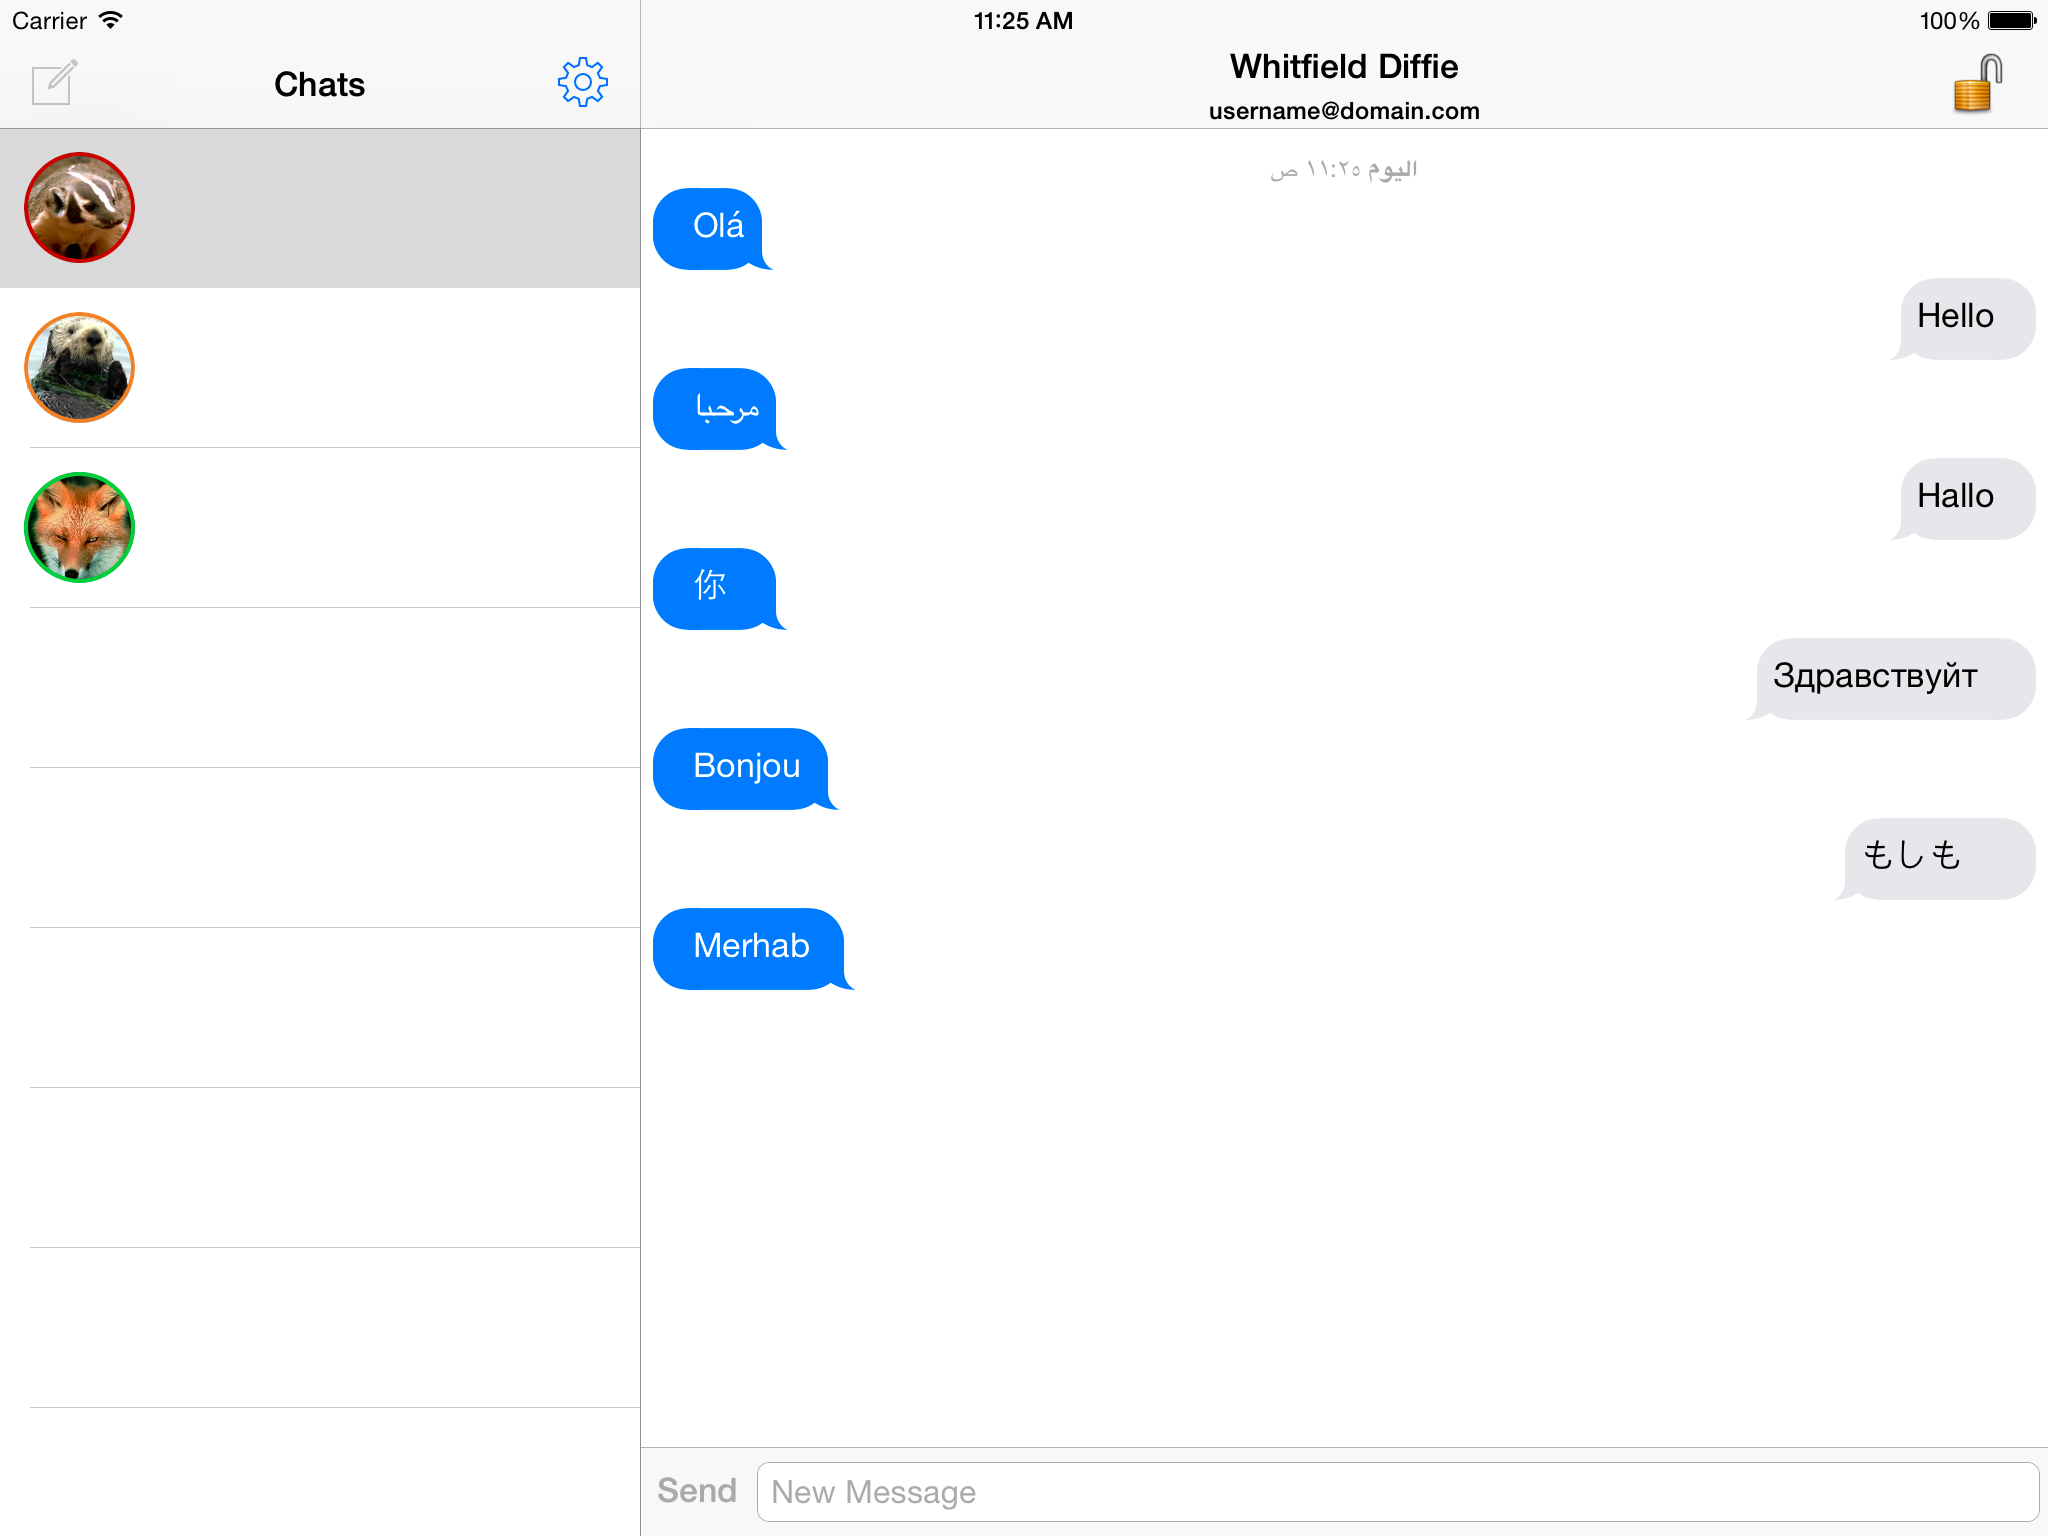 Carrier
11:25 AM
100%
Chats
Whitfield Diffie
username@domain.com
اليوم ١١:٢٥ ص
Olá
Hello
مرحبا
Hallo
你
Здравствуйт
Bonjou
もしも
Merhab
Send
New Message